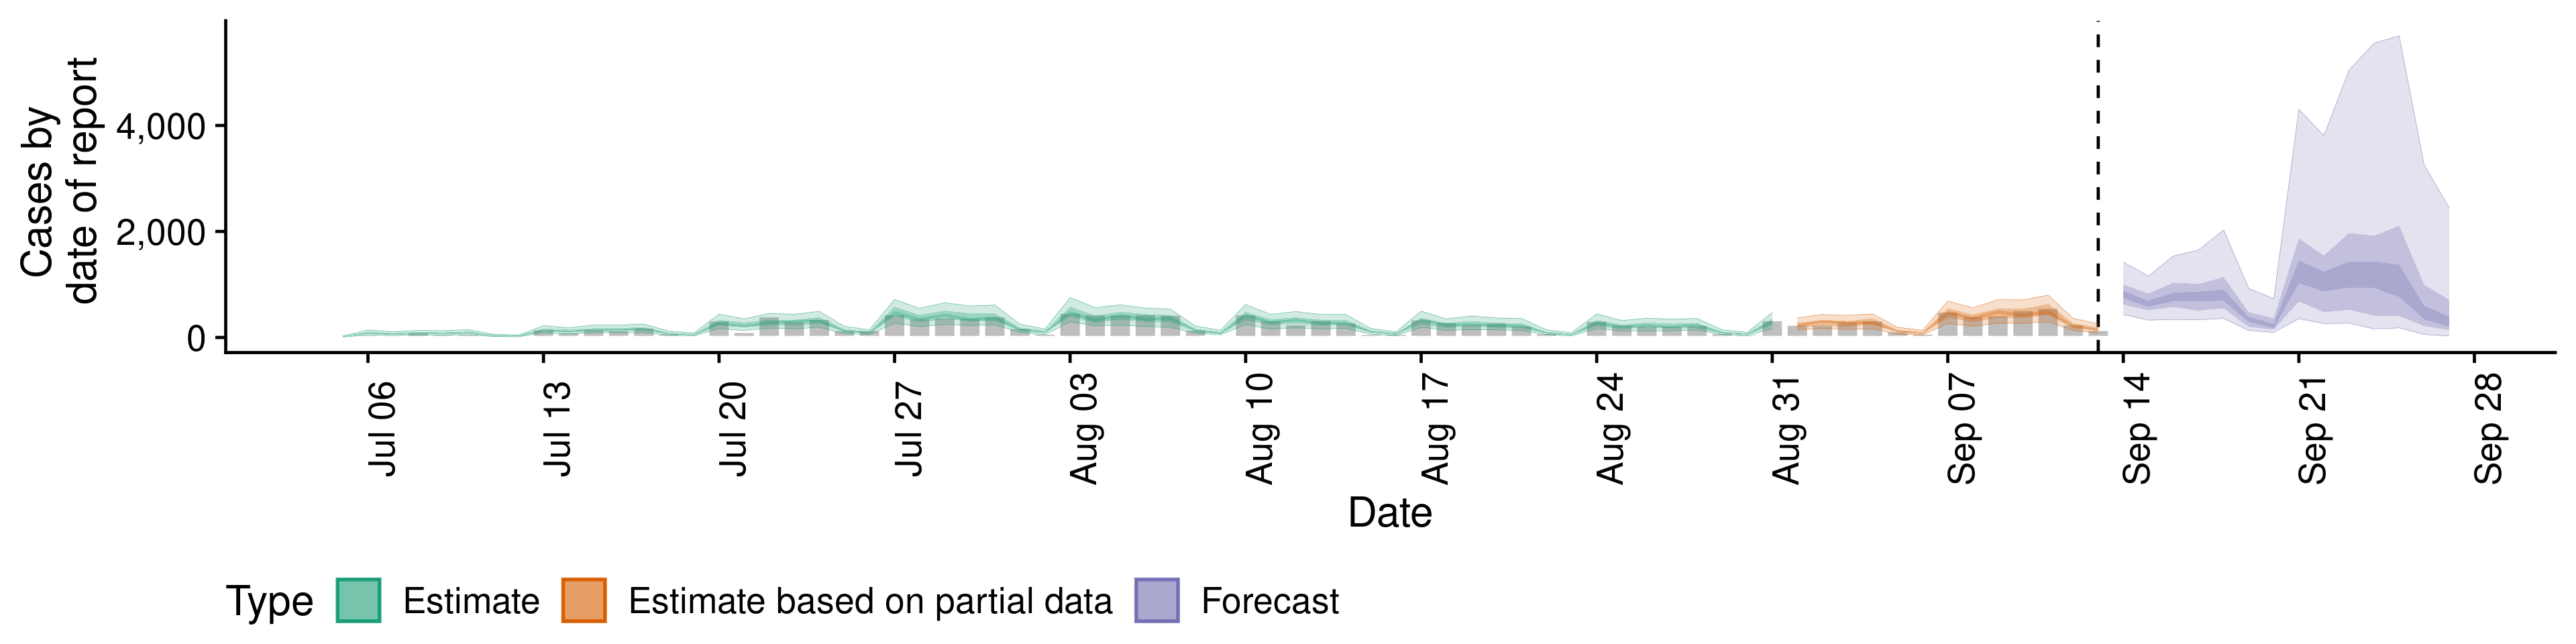 Cases by
date of report
4,000
2,000
0
Jul 06
Jul 13
Jul 20
Jul 27
Aug 03
Aug 10
Aug 17
Aug 24
Aug 31
Sep 07
Sep 14
Sep 21
Sep 28
Date
Type Estimate Estimate based on partial data Forecast